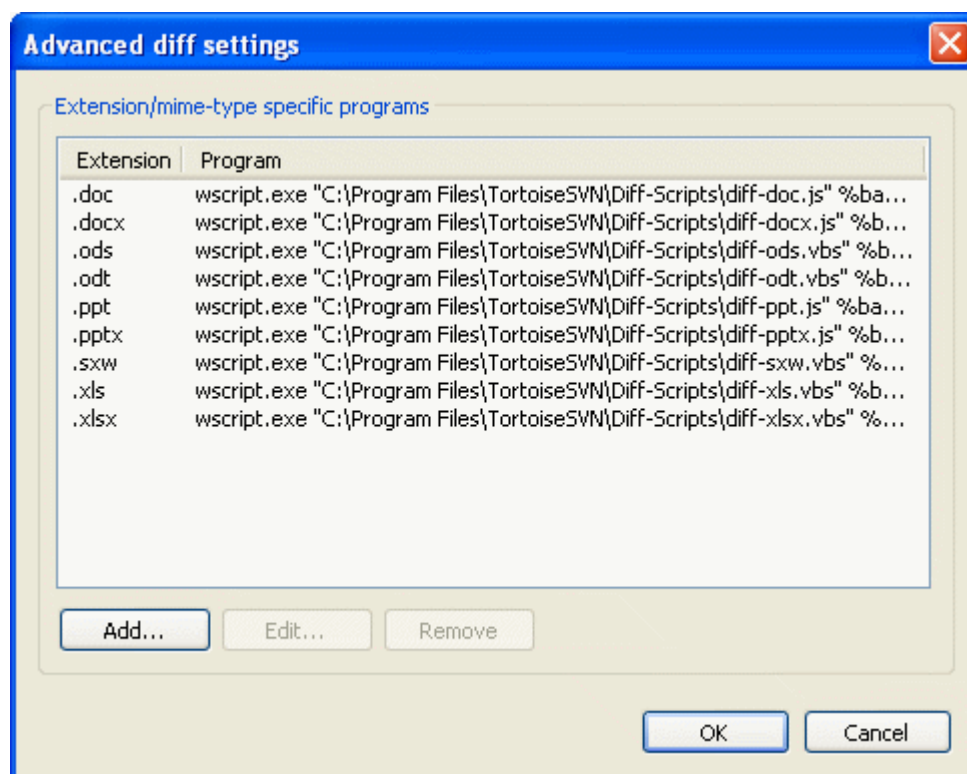 Advanced diff settings
Extension/mime-type specific programs
Extension Program
.doc wscript.exe "C:\Program Files\TortoiseSVN\Diff-Scripts\diff-doc.js" %ba...
.docx wscript.exe "C:\Program Files\TortoiseSVN\Diff-Scripts\diff-docx.js" %b...
.ods wscript.exe "C:\Program Files\TortoiseSVN\Diff-Scripts\diff-ods.vbs" %b...
.odt wscript.exe "C:\Program Files\TortoiseSVN\Diff-Scripts\diff-odt.vbs" %b...
.ppt wscript.exe "C:\Program Files\TortoiseSVN\Diff-Scripts\diff-ppt.js" %ba...
.pptx wscript.exe "C:\Program Files\TortoiseSVN\Diff-Scripts\diff-pptx.js" %b...
.sxw wscript.exe "C:\Program Files\TortoiseSVN\Diff-Scripts\diff-sxw.vbs" %...
.xls wscript.exe "C:\Program Files\TortoiseSVN\Diff-Scripts\diff-xls.vbs" %b...
.xlsx wscript.exe "C:\Program Files\TortoiseSVN\Diff-Scripts\diff-xlsx.vbs" %...
Add... Edit... Remove
OK Cancel